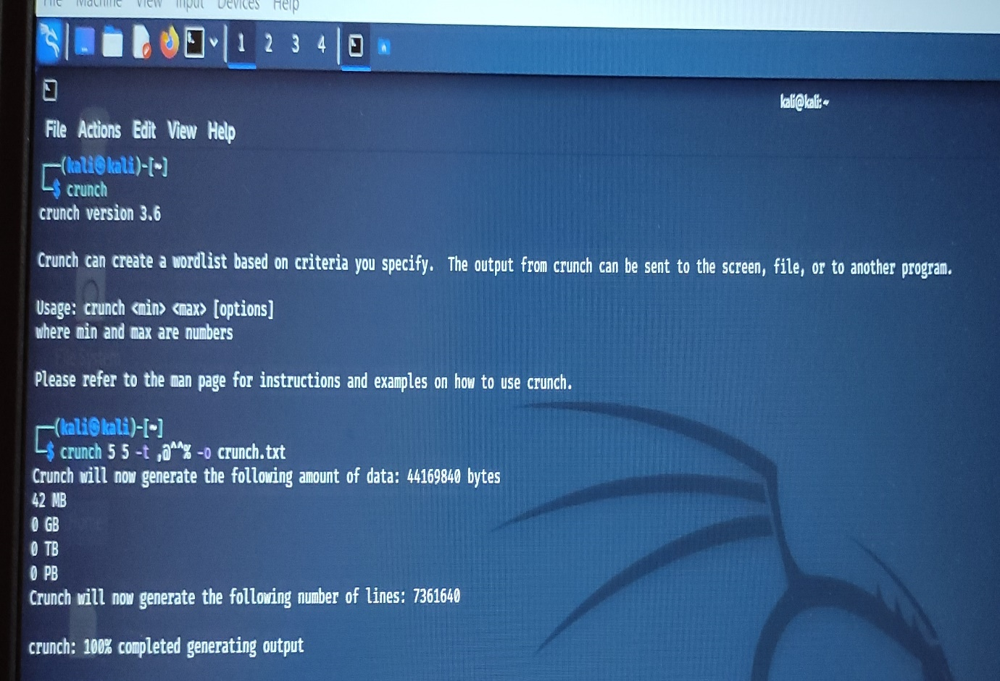 File Machine View Input Devices Help
1 2 3 4
kali@kali: ~
File Actions Edit View Help
(kali㉿kali)-[~]
$ crunch
crunch version 3.6
Crunch can create a wordlist based on criteria you specify.  The output from crunch can be sent to the screen, file, or to another program.
Usage: crunch <min> <max> [options]
where min and max are numbers
Please refer to the man page for instructions and examples on how to use crunch.
(kali㉿kali)-[~]
$ crunch 5 5 -t ,@^^% -o crunch.txt
Crunch will now generate the following amount of data: 44169840 bytes
42 MB
0 GB
0 TB
0 PB
Crunch will now generate the following number of lines: 7361640
crunch: 100% completed generating output